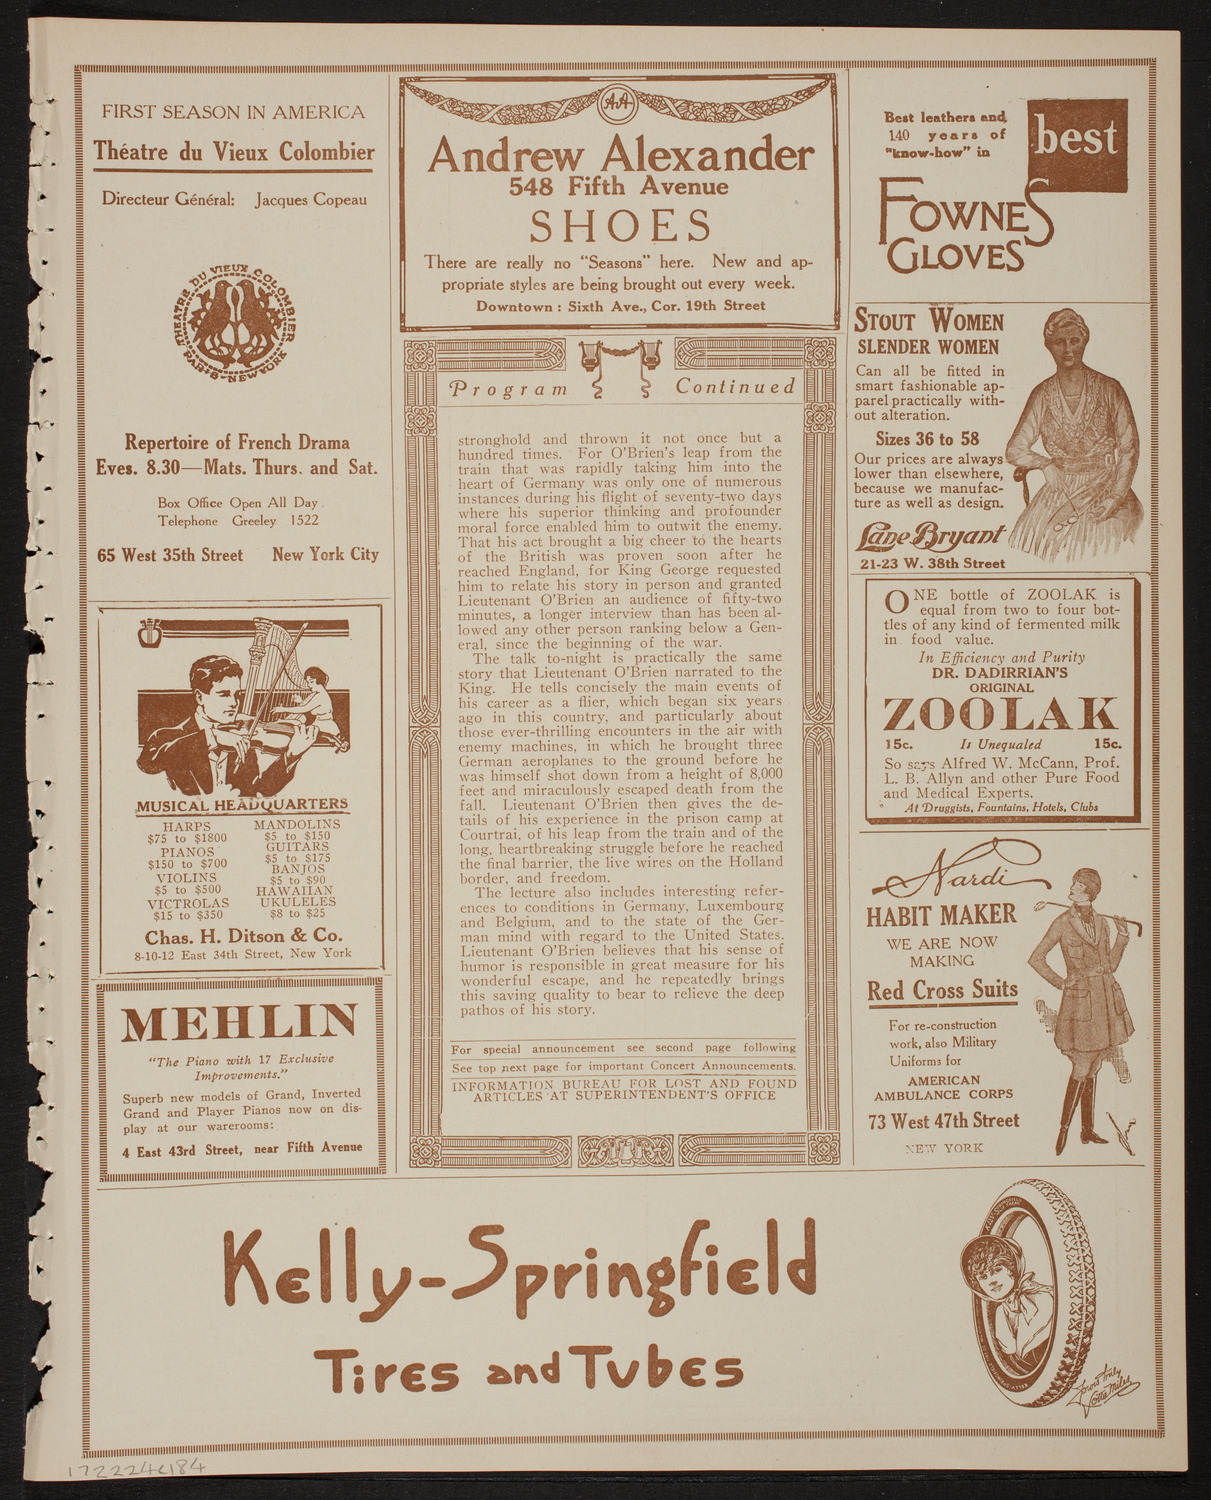 FIRST SEASON IN AMERICA
Théatre du Vieux Colombier
Directeur Général: Jacques Copeau
THEATRE DU VIEUX COLOMBIER
PARIS-NEW YORK
Repertoire of French Drama
Eves. 8.30—Mats. Thurs. and Sat.
Box Office Open All Day
Telephone Greeley 1522
65 West 35th Street New York City
MUSICAL HEADQUARTERS
HARPS
$75 to $1800
PIANOS
$150 to $700
VIOLINS
$5 to $500
VICTROLAS
$15 to $350
MANDOLINS
$5 to $150
GUITARS
$5 to $175
BANJOS
$5 to $90
HAWAIIAN
UKULELES
$8 to $25
Chas. H. Ditson & Co.
8-10-12 East 34th Street, New York
MEHLIN
"The Piano with 17 Exclusive
Improvements."
Superb new models of Grand, Inverted
Grand and Player Pianos now on dis-
play at our warerooms:
4 East 43rd Street, near Fifth Avenue
AA
Andrew Alexander
548 Fifth Avenue
SHOES
There are really no "Seasons" here. New and ap-
propriate styles are being brought out every week.
Downtown: Sixth Ave., Cor. 19th Street
Program Continued
stronghold and thrown it not once but a
hundred times. For O'Brien's leap from the
train that was rapidly taking him into the
heart of Germany was only one of numerous
instances during his flight of seventy-two days
where his superior thinking and profounder
moral force enabled him to outwit the enemy.
That his act brought a big cheer to the hearts
of the British was proven soon after he
reached England, for King George requested
him to relate his story in person and granted
Lieutenant O'Brien an audience of fifty-two
minutes, a longer interview than has been al-
lowed any other person ranking below a Gen-
eral, since the beginning of the war.
The talk to-night is practically the same
story that Lieutenant O'Brien narrated to the
King. He tells concisely the main events of
his career as a flier, which began six years
ago in this country, and particularly about
those ever-thrilling encounters in the air with
enemy machines, in which he brought three
German aeroplanes to the ground before he
was himself shot down from a height of 8,000
feet and miraculously escaped death from the
fall. Lieutenant O'Brien then gives the de-
tails of his experience in the prison camp at
Courtrai, of his leap from the train and of the
long, heartbreaking struggle before he reached
the final barrier, the live wires on the Holland
border, and freedom.
The lecture also includes interesting refer-
ences to conditions in Germany, Luxembourg
and Belgium, and to the state of the Ger-
man mind with regard to the United States.
Lieutenant O'Brien believes that his sense of
humor is responsible in great measure for his
wonderful escape, and he repeatedly brings
this saving quality to bear to relieve the deep
pathos of his story.
For special announcement see second page following
See top next page for important Concert Announcements.
INFORMATION BUREAU FOR LOST AND FOUND
ARTICLES AT SUPERINTENDENT'S OFFICE
Best leathers and
140 years of
"know-how" in
best
FOWNES
GLOVES
STOUT WOMEN
SLENDER WOMEN
Can all be fitted in
smart fashionable ap-
parel practically with-
out alteration.
Sizes 36 to 58
Our prices are always
lower than elsewhere,
because we manufac-
ture as well as design.
Lane Bryant
21-23 W. 38th Street
ONE bottle of ZOOLAK is
equal from two to four bot-
tles of any kind of fermented milk
in food value.
In Efficiency and Purity
DR. DADIRRIAN'S
ORIGINAL
ZOOLAK
15c. Is Unequaled 15c.
So says Alfred W. McCann, Prof.
L. B. Allyn and other Pure Food
and Medical Experts.
At Druggists, Fountains, Hotels, Clubs
Nardi
HABIT MAKER
WE ARE NOW
MAKING
Red Cross Suits
For re-construction
work, also Military
Uniforms for
AMERICAN
AMBULANCE CORPS
73 West 47th Street
NEW YORK
Kelly-Springfield
Tires and Tubes
Yours truly
Lotta Miles